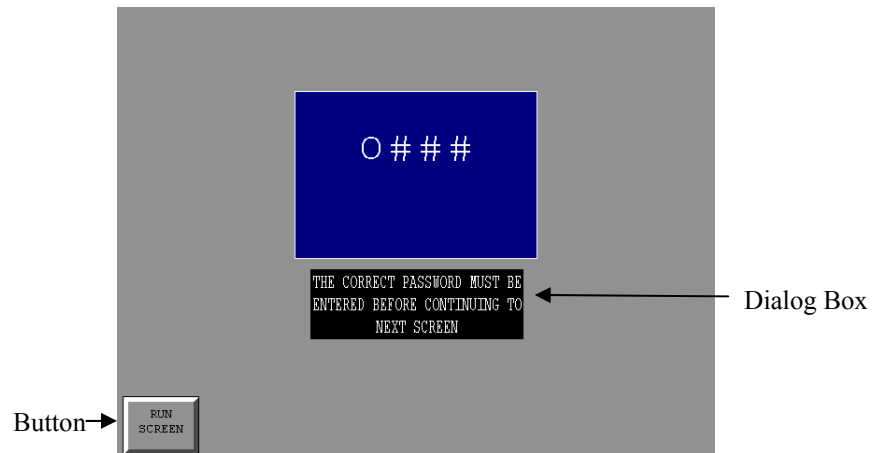 O###
THE CORRECT PASSWORD MUST BE
ENTERED BEFORE CONTINUING TO
NEXT SCREEN
Dialog Box
Button
RUN
SCREEN